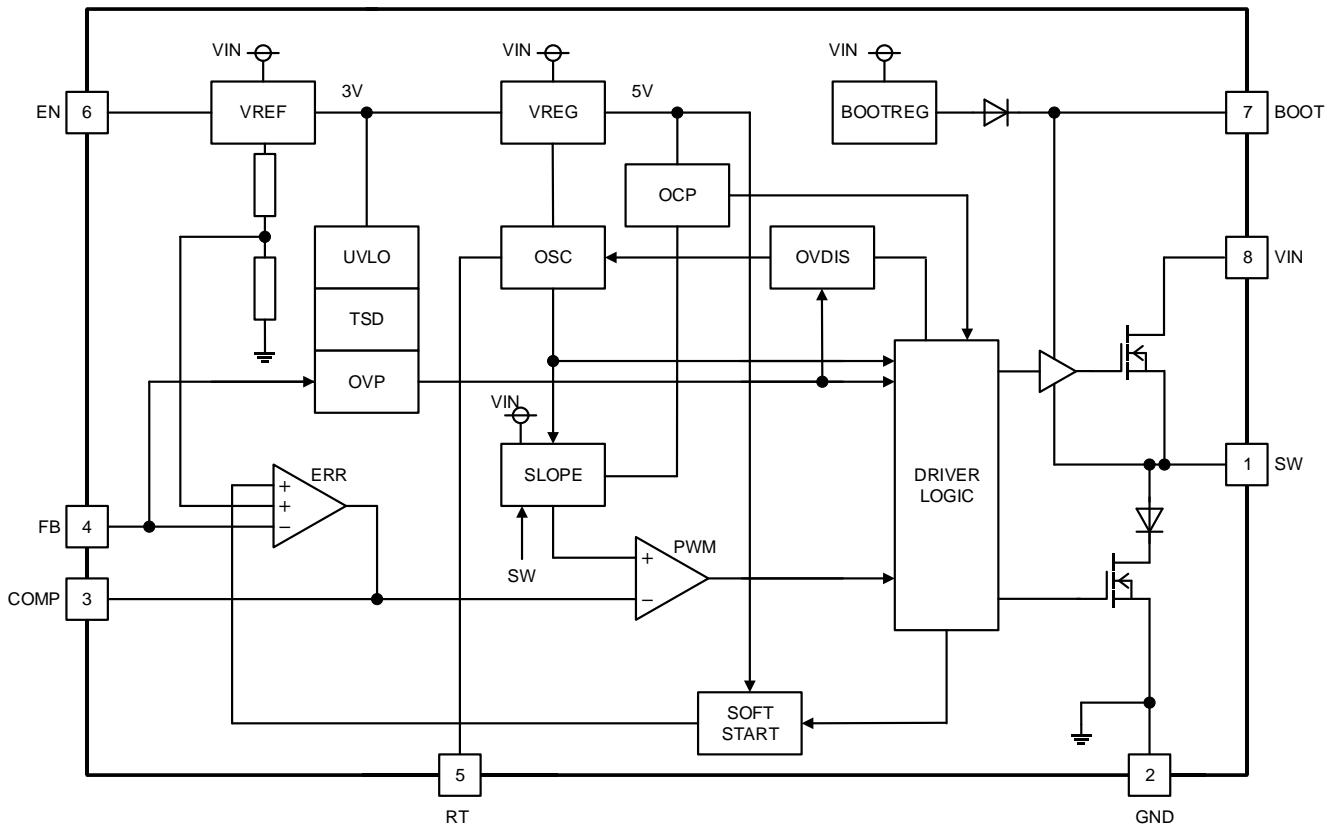 VIN
VIN
VIN
EN
6
VREF
3V
VREG
5V
BOOTREG
7
BOOT
OCP
UVLO
OSC
OVDIS
8
VIN
TSD
OVP
VIN
ERR
+
+
−
SLOPE
DRIVER
LOGIC
1
SW
FB
4
SW
PWM
+
−
COMP
3
SOFT
START
5
RT
2
GND